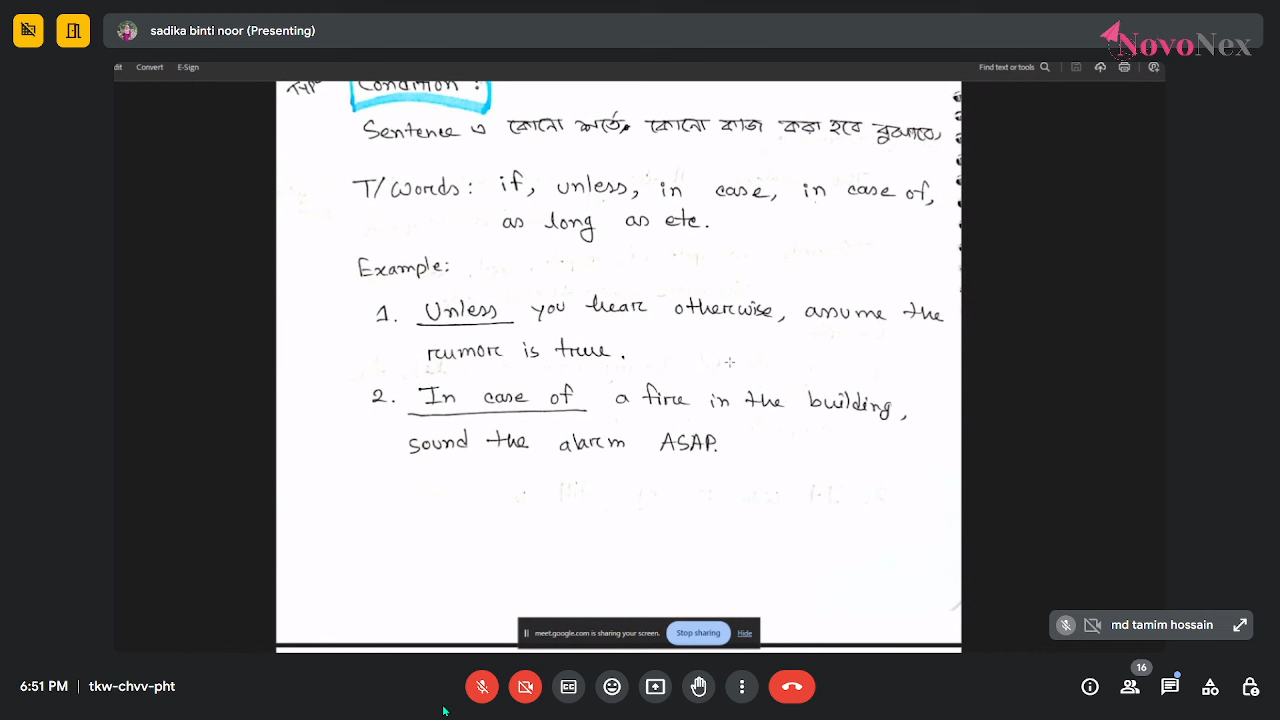 sadika binti noor (Presenting)
NovoNex
dit Convert E-Sign Find text or tools
Condition :
Sentence এ কোনো শর্তে কোনো কাজ করা হবে বুঝাবে,
T/words: if, unless, in case, in case of,
as long as etc.
Example:
1. Unless you hear otherwise, assume the
rumor is true.
2. In case of a fire in the building,
sound the alarm ASAP.
meet.google.com is sharing your screen. Stop sharing Hide
md tamim hossain
16
6:51 PM | tkw-chvv-pht